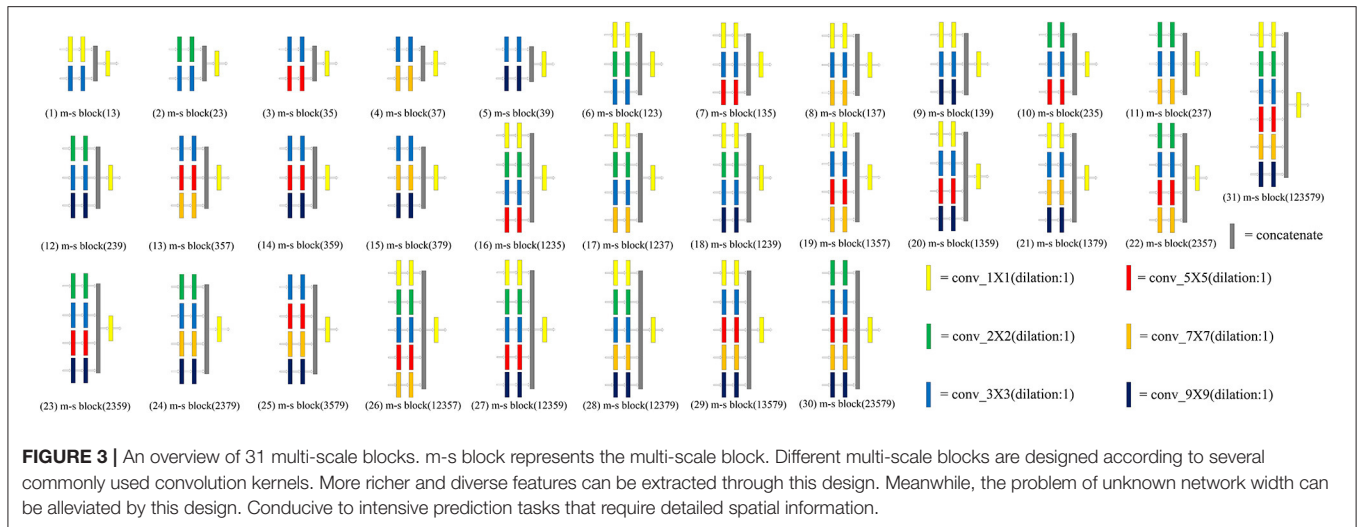 (1) m-s block(13) (2) m-s block(23) (3) m-s block(35) (4) m-s block(37) (5) m-s block(39) (6) m-s block(123) (7) m-s block(135) (8) m-s block(137) (9) m-s block(139) (10) m-s block(235) (11) m-s block(237)
(31) m-s block(123579)
(12) m-s block(239) (13) m-s block(357) (14) m-s block(359) (15) m-s block(379) (16) m-s block(1235) (17) m-s block(1237) (18) m-s block(1239) (19) m-s block(1357) (20) m-s block(1359) (21) m-s block(1379) (22) m-s block(2357)
= concatenate
= conv_1X1(dilation:1) = conv_5X5(dilation:1)
= conv_2X2(dilation:1) = conv_7X7(dilation:1)
= conv_3X3(dilation:1) = conv_9X9(dilation:1)
(23) m-s block(2359) (24) m-s block(2379) (25) m-s block(3579) (26) m-s block(12357) (27) m-s block(12359) (28) m-s block(12379) (29) m-s block(13579) (30) m-s block(23579)
FIGURE 3 | An overview of 31 multi-scale blocks. m-s block represents the multi-scale block. Different multi-scale blocks are designed according to several
commonly used convolution kernels. More richer and diverse features can be extracted through this design. Meanwhile, the problem of unknown network width can
be alleviated by this design. Conducive to intensive prediction tasks that require detailed spatial information.